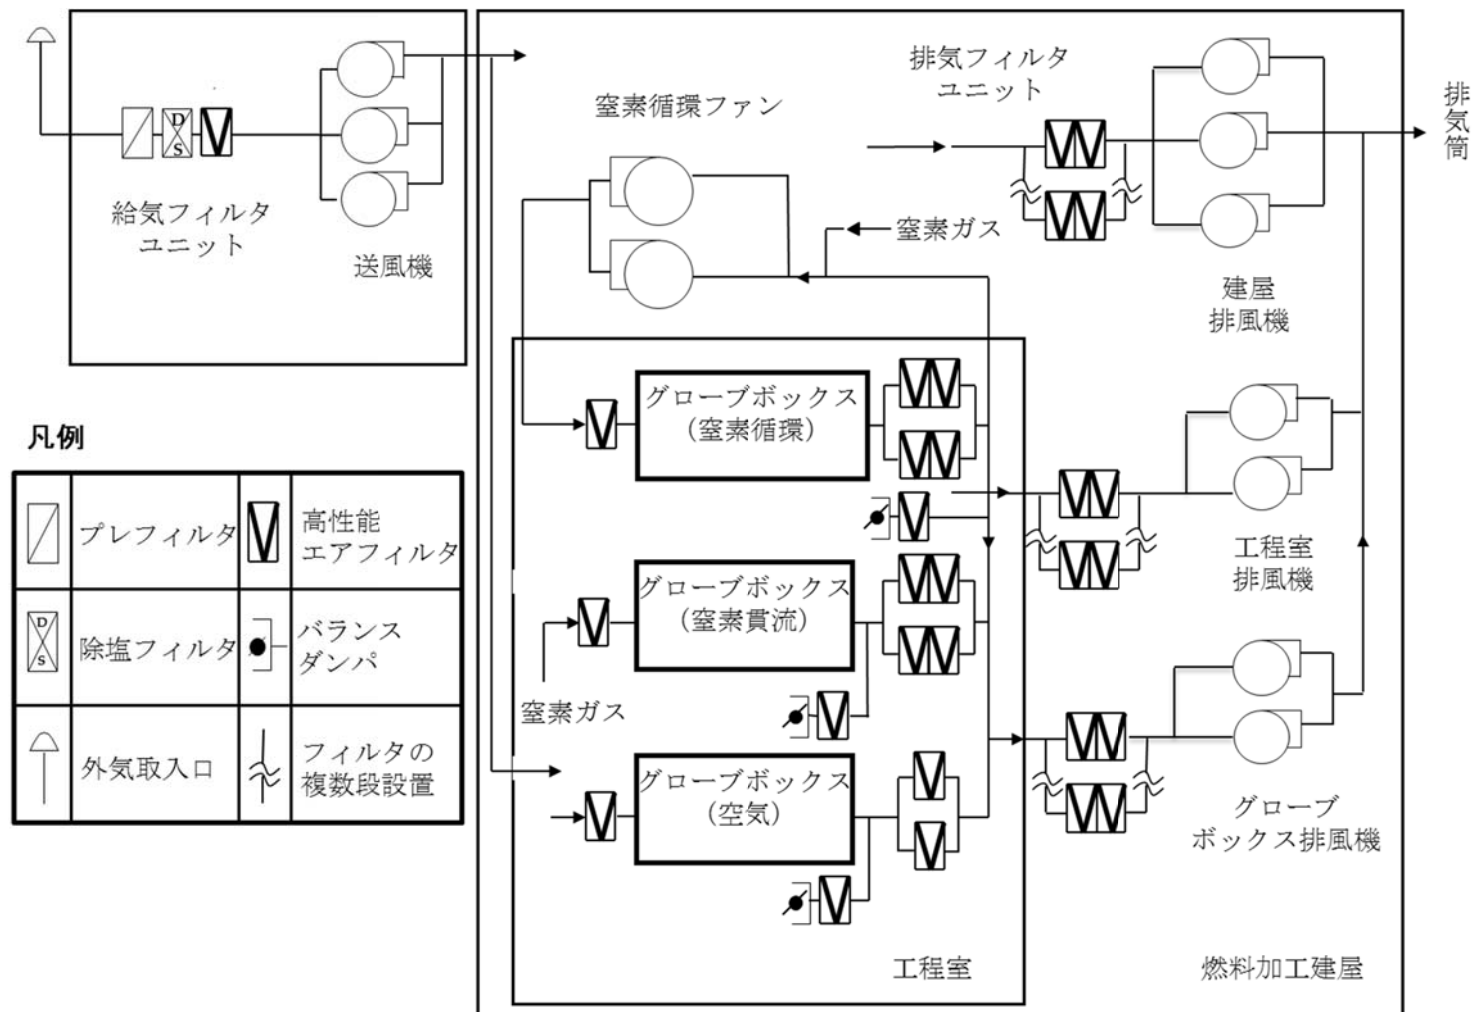 D
S
給気フィルタ
ユニット
送風機
窒素循環ファン
排気フィルタ
ユニット
窒素ガス
建屋
排風機
排気筒
グローブボックス
（窒素循環）
グローブボックス
（窒素貫流）
窒素ガス
グローブボックス
（空気）
工程室
排風機
グローブ
ボックス排風機
工程室
燃料加工建屋
凡例
プレフィルタ
高性能
エアフィルタ
D
S
除塩フィルタ
バランス
ダンパ
外気取入口
フィルタの
複数段設置